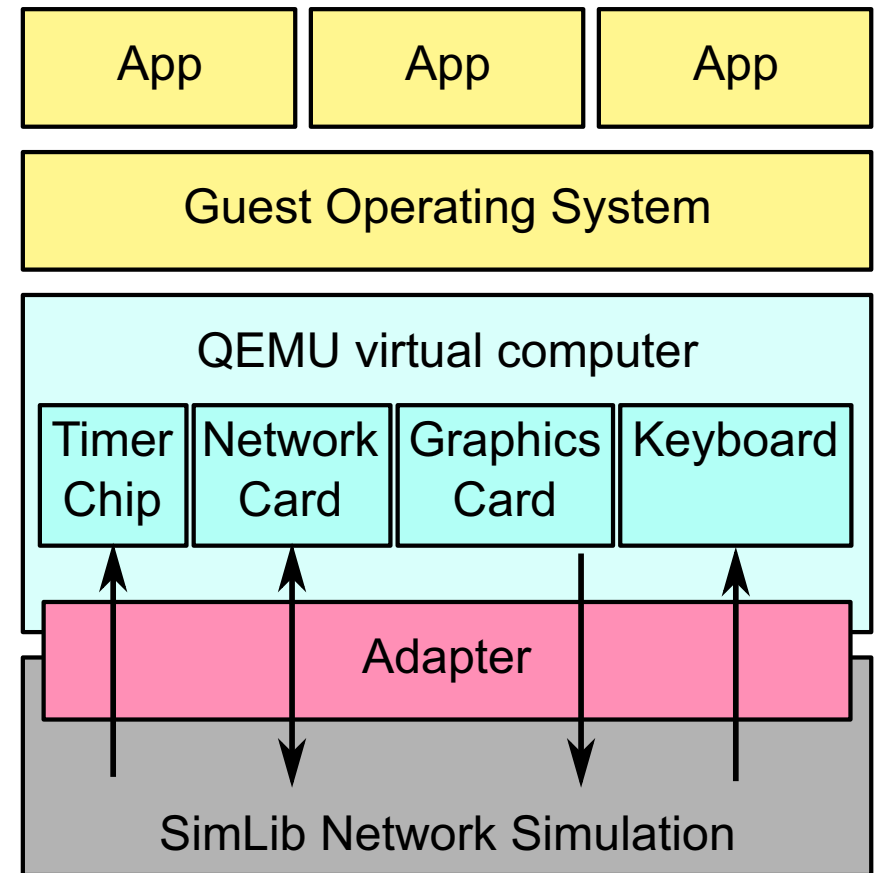 App App App
Guest Operating System
QEMU virtual computer
Timer Network Graphics Keyboard
Chip Card Card
Adapter
SimLib Network Simulation